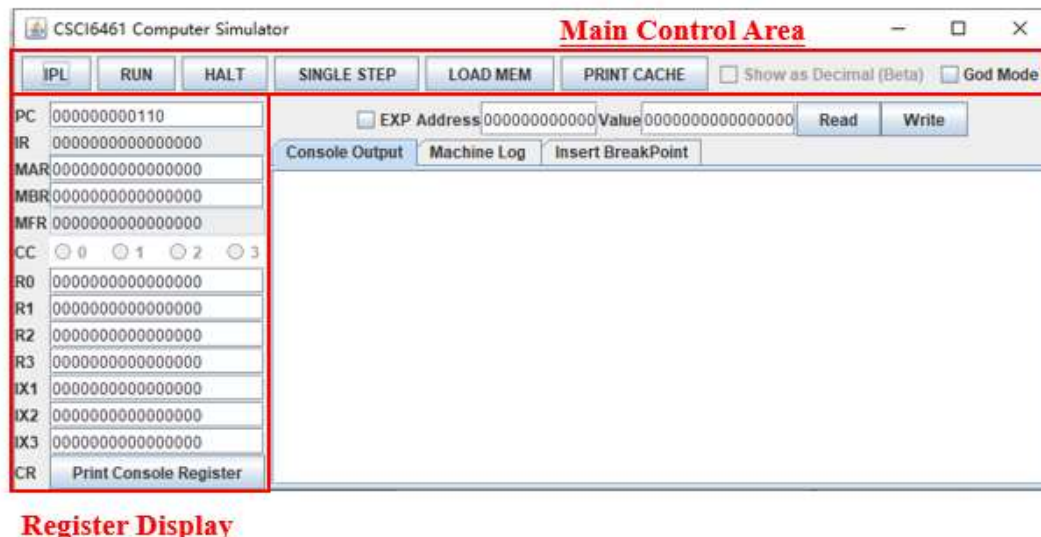 CSCI6461 Computer Simulator
Main Control Area
IPL RUN HALT SINGLE STEP LOAD MEM PRINT CACHE Show as Decimal (Beta) God Mode
PC 000000000110
EXP Address 000000000000 Value 0000000000000000 Read Write
IR 0000000000000000
Console Output Machine Log Insert BreakPoint
MAR 0000000000000000
MBR 0000000000000000
MFR 0000000000000000
CC 0 1 2 3
R0 0000000000000000
R1 0000000000000000
R2 0000000000000000
R3 0000000000000000
IX1 0000000000000000
IX2 0000000000000000
IX3 0000000000000000
CR Print Console Register
Register Display